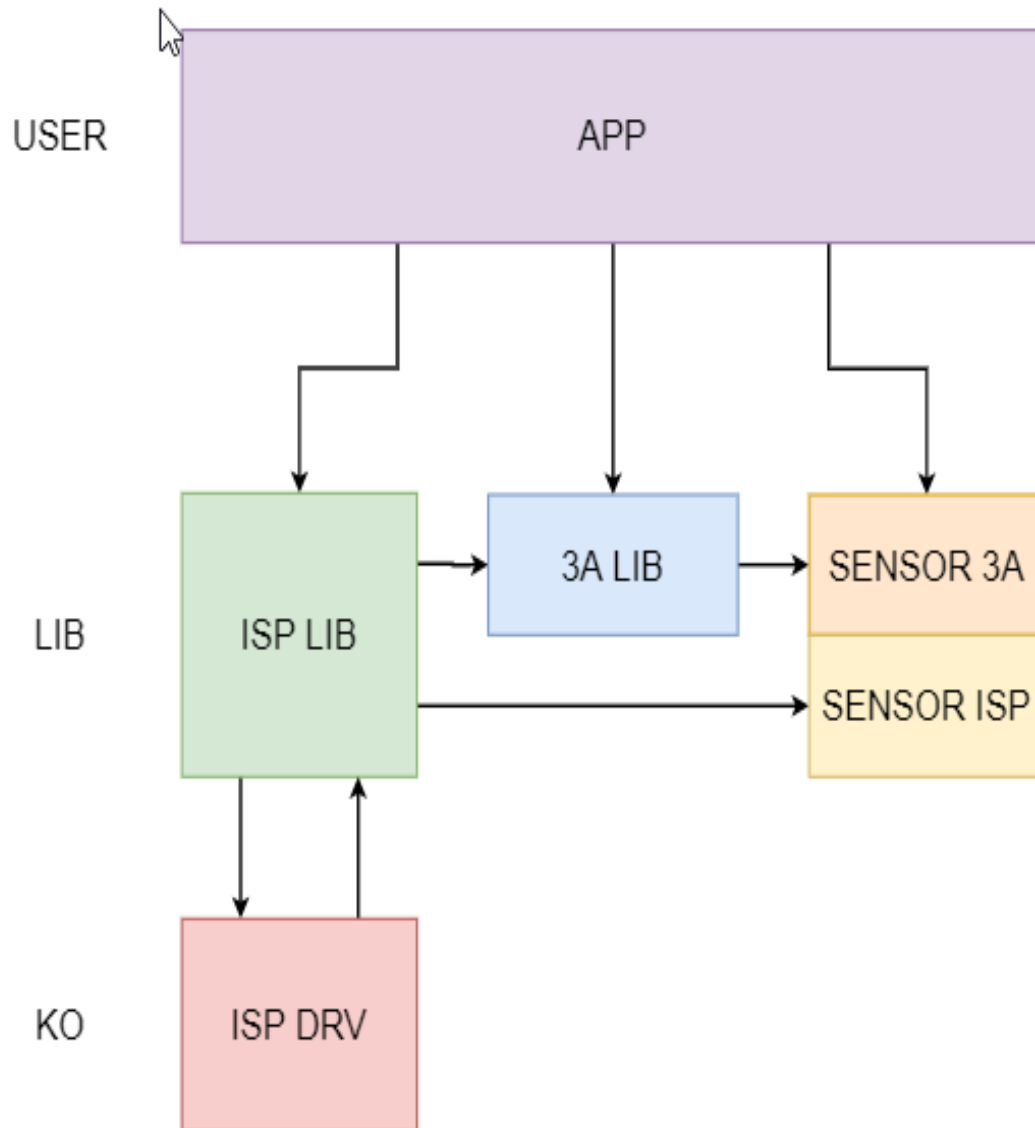 USER
APP
LIB
ISP LIB
3A LIB
SENSOR 3A
SENSOR ISP
KO
ISP DRV